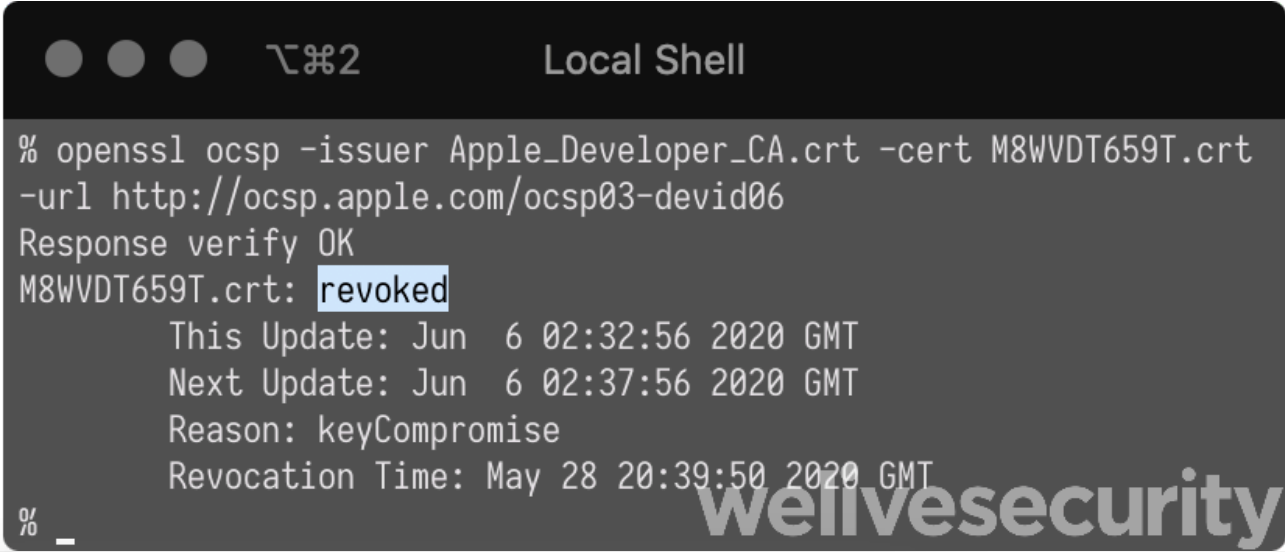 ⌥⌘2 Local Shell
% openssl ocsp -issuer Apple_Developer_CA.crt -cert M8WVDT659T.crt
-url http://ocsp.apple.com/ocsp03-devid06
Response verify OK
M8WVDT659T.crt: revoked
This Update: Jun  6 02:32:56 2020 GMT
Next Update: Jun  6 02:37:56 2020 GMT
Reason: keyCompromise
Revocation Time: May 28 20:39:50 2020 GMT
welivesecurity
%